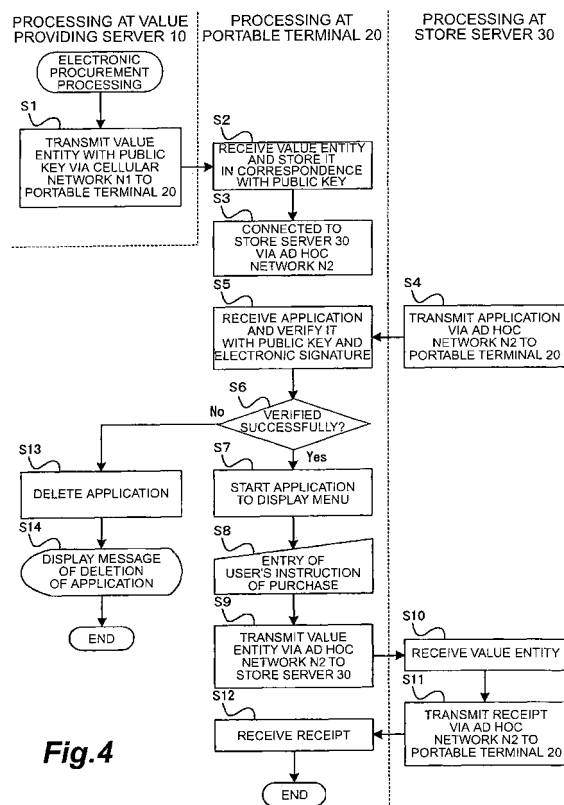 PROCESSING AT VALUE
PROVIDING SERVER 10
PROCESSING AT
PORTABLE TERMINAL 20
PROCESSING AT
STORE SERVER 30
ELECTRONIC
PROCUREMENT
PROCESSING
S1
TRANSMIT VALUE
ENTITY WITH PUBLIC
KEY VIA CELLULAR
NETWORK N1 TO
PORTABLE TERMINAL 20
S2
RECEIVE VALUE ENTITY
AND STORE IT
IN CORRESPONDENCE
WITH PUBLIC KEY
S3
CONNECTED TO
STORE SERVER 30
VIA AD HOC
NETWORK N2
S4
TRANSMIT APPLICATION
VIA AD HOC
NETWORK N2 TO
PORTABLE TERMINAL 20
S5
RECEIVE APPLICATION
AND VERIFY IT
WITH PUBLIC KEY AND
ELECTRONIC SIGNATURE
S6
VERIFIED
SUCCESSFULLY?
No
Yes
S13
DELETE APPLICATION
S14
DISPLAY MESSAGE
OF DELETION
OF APPLICATION
END
S7
START APPLICATION
TO DISPLAY MENU
S8
ENTRY OF
USER'S INSTRUCTION
OF PURCHASE
S9
TRANSMIT VALUE
ENTITY VIA AD HOC
NETWORK N2 TO
STORE SERVER 30
S10
RECEIVE VALUE ENTITY
S11
TRANSMIT RECEIPT
VIA AD HOC
NETWORK N2 TO
PORTABLE TERMINAL 20
S12
RECEIVE RECEIPT
END
Fig.4